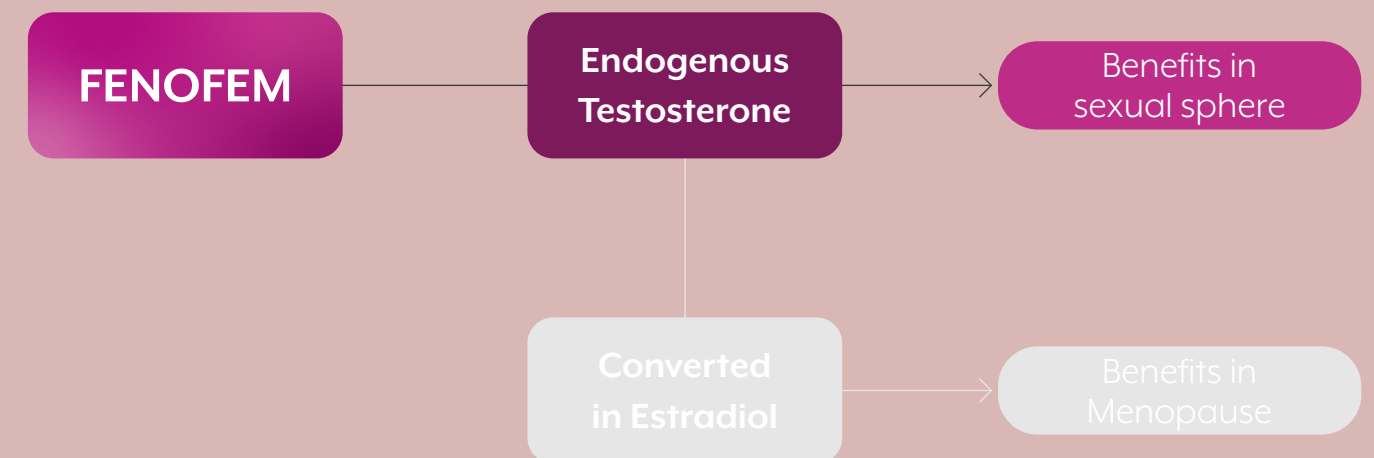 FENOFEM
Endogenous
Testosterone
Benefits in
sexual sphere
Converted
in Estradiol
Benefits in
Menopause